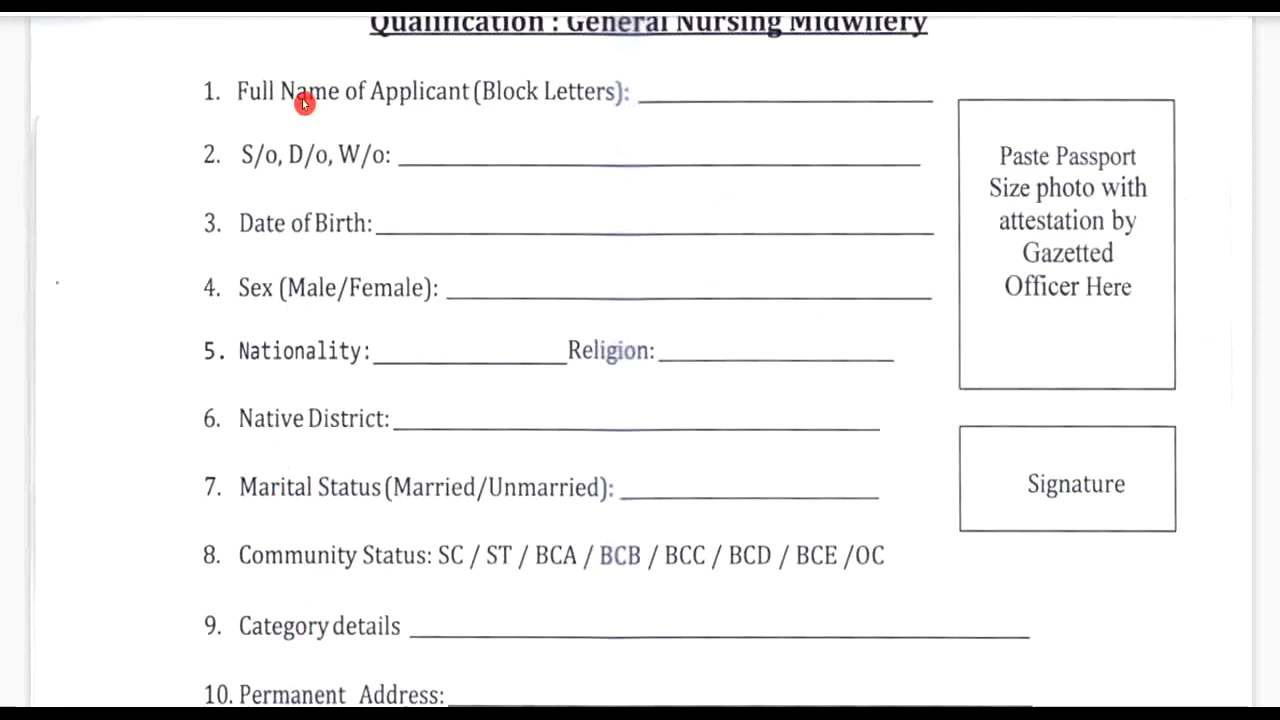 Qualification : General Nursing Midwifery
1. Full Name of Applicant (Block Letters):
2. S/o, D/o, W/o:
3. Date of Birth:
4. Sex (Male/Female):
5. Nationality: Religion:
6. Native District:
7. Marital Status (Married/Unmarried):
8. Community Status: SC / ST / BCA / BCB / BCC / BCD / BCE /OC
9. Category details
10. Permanent Address:
Paste Passport
Size photo with
attestation by
Gazetted
Officer Here
Signature